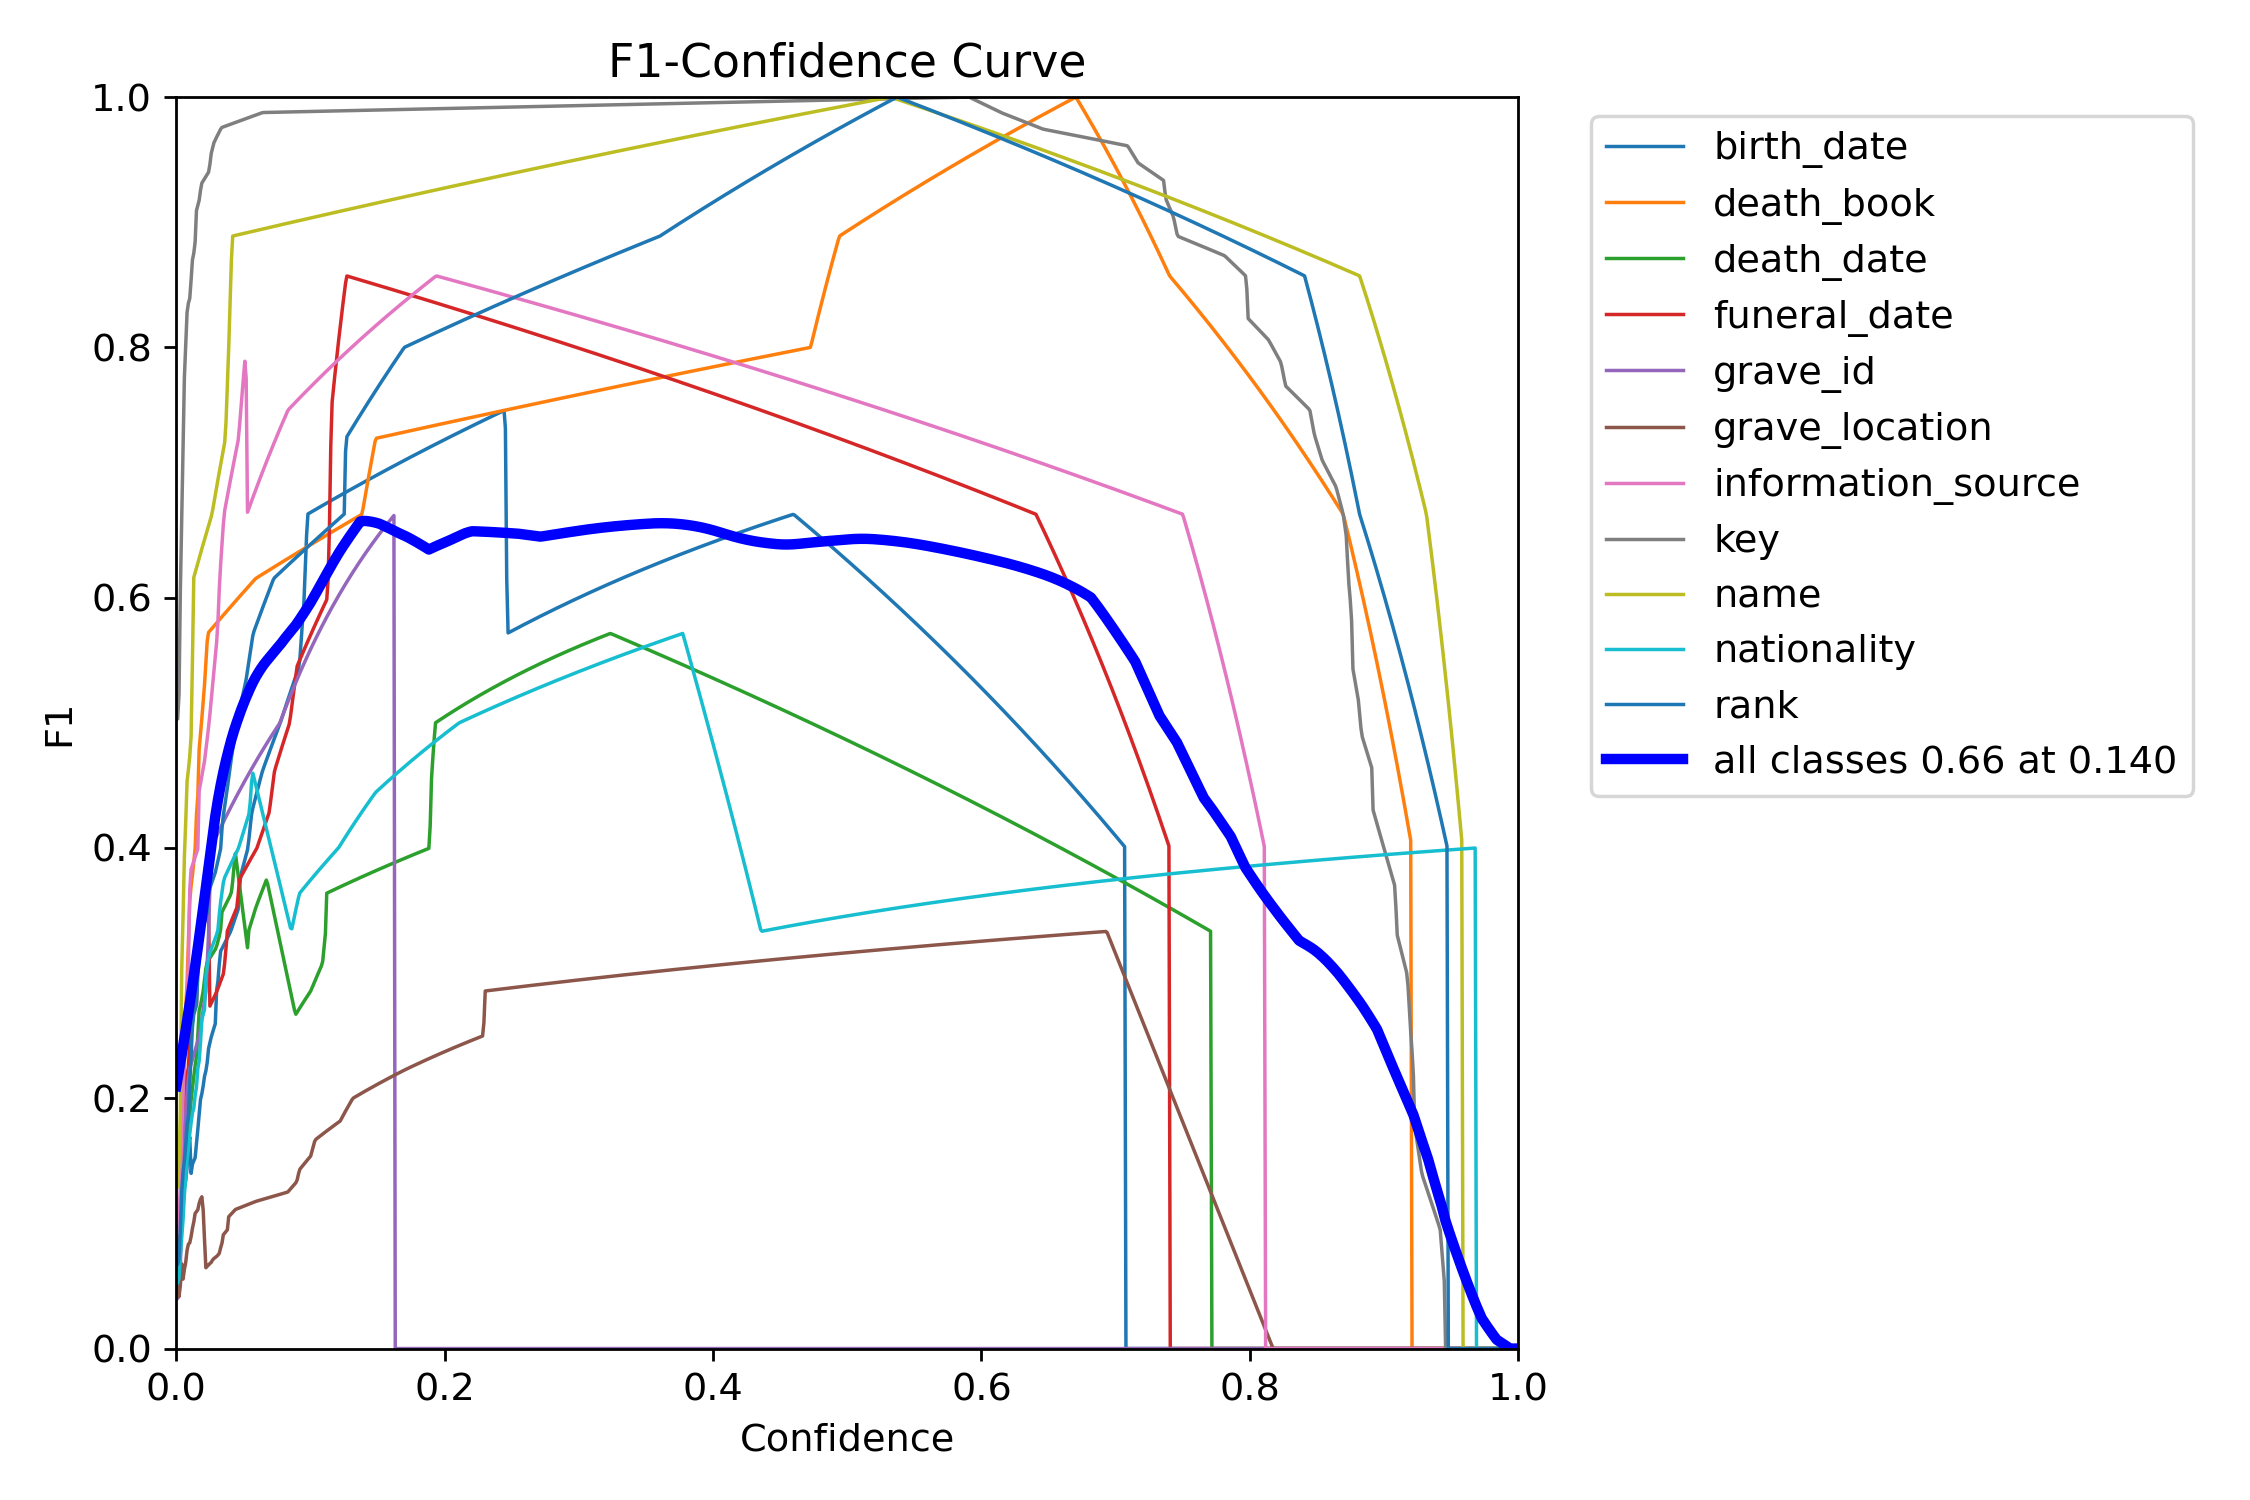 F1-Confidence Curve
1.0
0.8
0.6
0.4
0.2
0.0
F1
0.0 0.2 0.4 0.6 0.8 1.0
Confidence
birth_date
death_book
death_date
funeral_date
grave_id
grave_location
information_source
key
name
nationality
rank
all classes 0.66 at 0.140